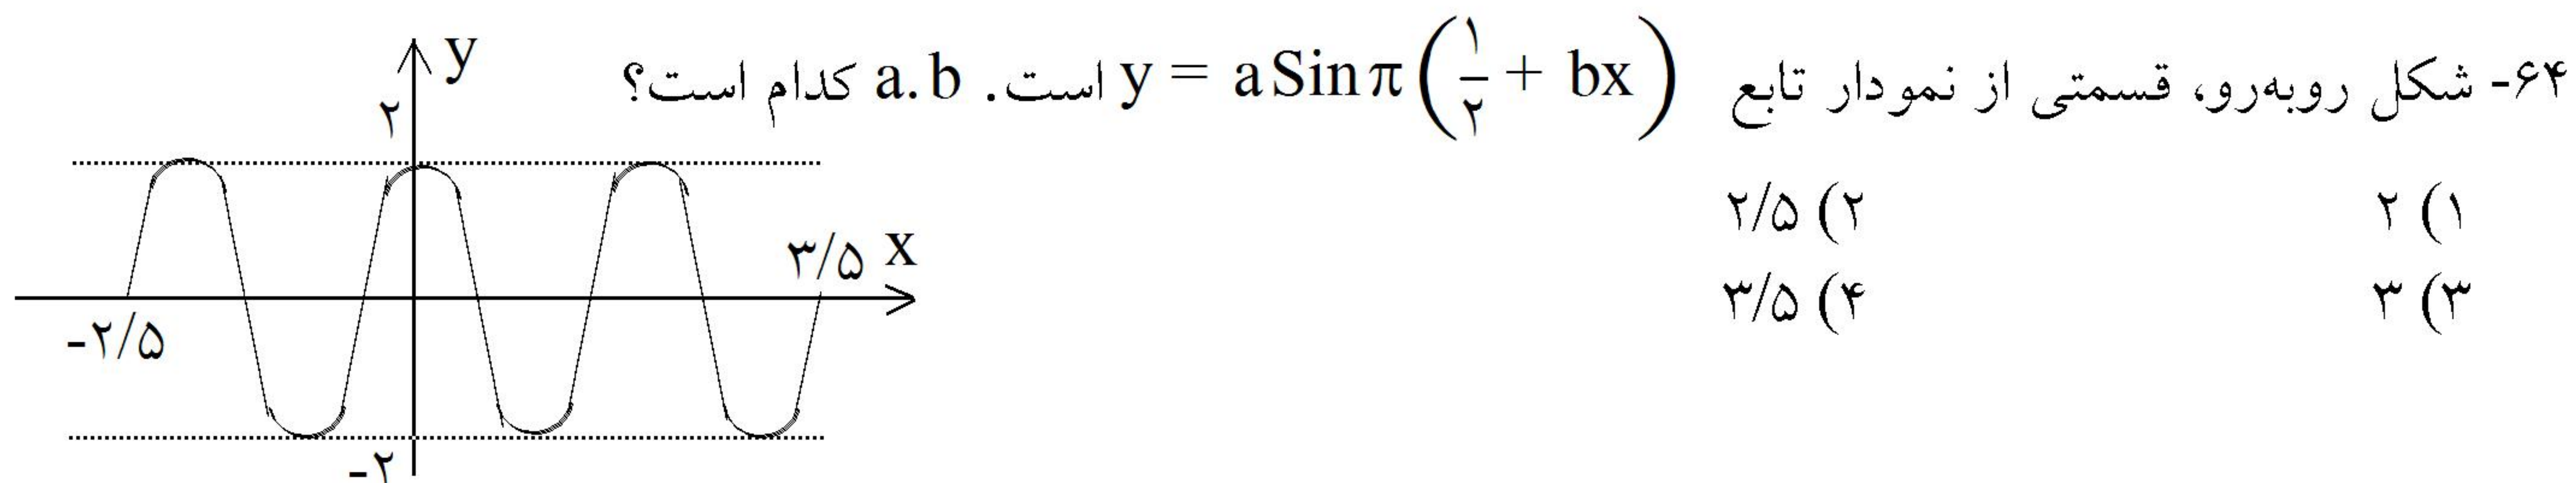 ۶۴- شکل روبه‌رو، قسمتی از نمودار تابع y = a Sin π(۱/۲ + bx) است. a.b کدام است؟
۱) ۲
۲) ۲/۵
۳) ۳
۴) ۳/۵
y
۲
۳/۵ x
-۲/۵
-۲